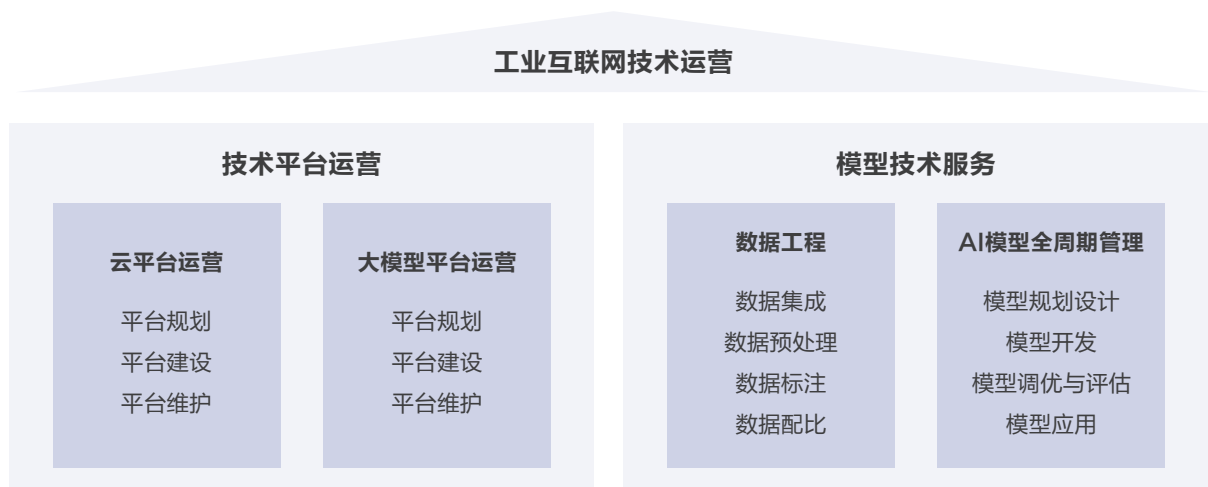 工业互联网技术运营
技术平台运营
云平台运营
平台规划
平台建设
平台维护
大模型平台运营
平台规划
平台建设
平台维护
模型技术服务
数据工程
数据集成
数据预处理
数据标注
数据配比
AI模型全周期管理
模型规划设计
模型开发
模型调优与评估
模型应用